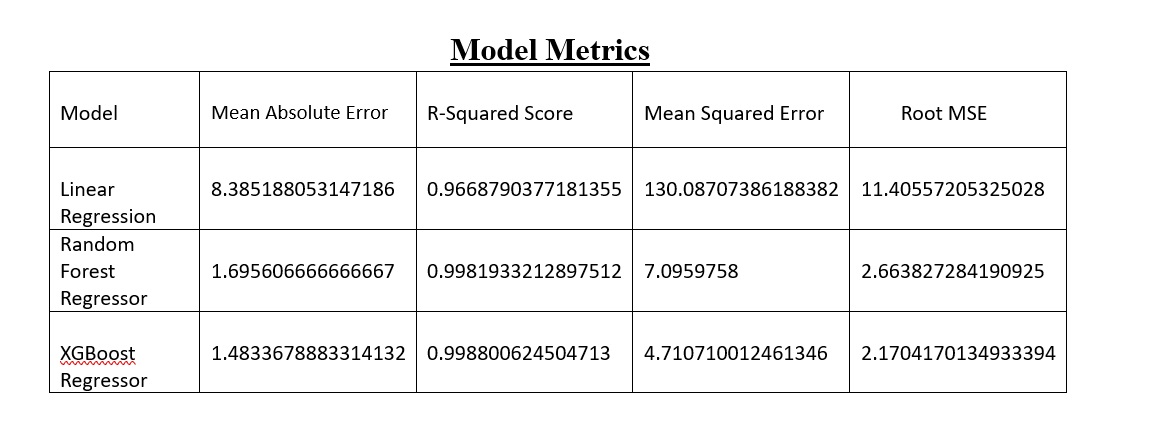 Model Metrics
Model Mean Absolute Error R-Squared Score Mean Squared Error Root MSE
Linear
Regression 8.385188053147186 0.9668790377181355 130.08707386188382 11.40557205325028
Random
Forest
Regressor 1.695606666666667 0.9981933212897512 7.0959758 2.663827284190925
XGBoost
Regressor 1.4833678883314132 0.998800624504713 4.710710012461346 2.1704170134933394